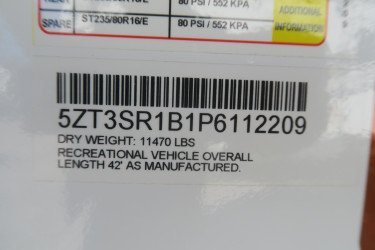 80 PSI / 552 KPA
SPARE ST235/80R16/E 80 PSI / 552 KPA
ADDITIONAL
INFORMATION
5ZT3SR1B1P6112209
DRY WEIGHT: 11470 LBS
RECREATIONAL VEHICLE OVERALL
LENGTH 42' AS MANUFACTURED.